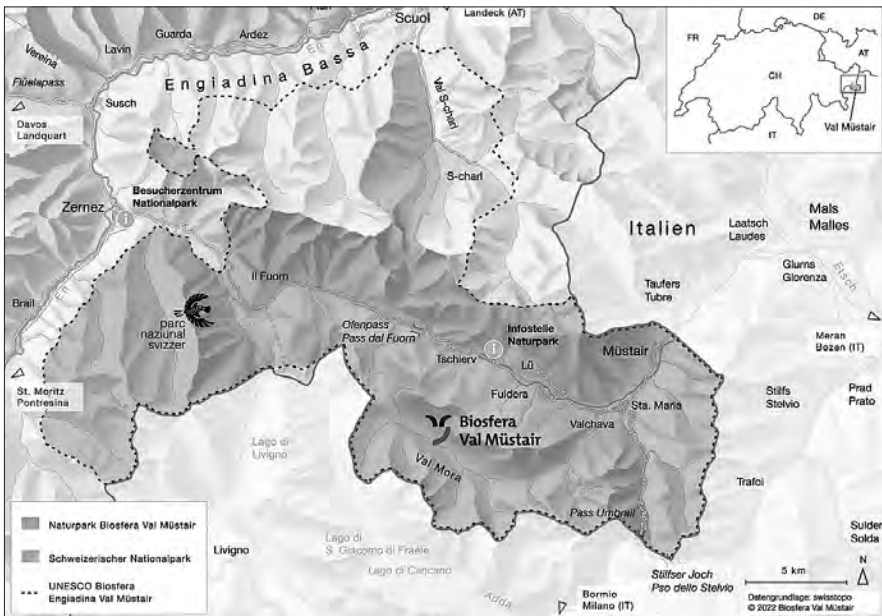 Scuol
Landeck (AT)
Guarda
Ardez
Lavin
Vereina
Flüelapass
En
Engiadina Bassa
Susch
Davos
Landquart
Val S-charl
S-charl
Besucherzentrum
Nationalpark
Zernez
i
Brail
En
St. Moritz
Pontresina
parc
naziunal
svizzer
Il Fuorn
Ofenpass
Pass dal Fuorn
Infostelle
Naturpark
i
Tschierv
Lü
Fuldera
Müstair
Sta. Maria
Valchava
Biosfera
Val Müstair
Val Mora
Pass Umbrail
Lago di
Livigno
Livigno
Lago di
S. Giacomo di Fraéle
Lago di Cancano
Adda
Bormio
Milano (IT)
Stilfser Joch
Pso dello Stelvio
Italien
Laatsch
Laudes
Mals
Malles
Glurns
Glorenza
Etsch
Taufers
Tubre
Meran
Bozen (IT)
Stilfs
Stelvio
Prad
Prato
Trafoi
Sulden
Solda
N
5 km
Datengrundlage: swisstopo
© 2022 Biosfera Val Müstair
FR
DE
AT
CH
IT
Val Müstair
Naturpark Biosfera Val Müstair
Schweizerischer Nationalpark
UNESCO Biosfera
Engiadina Val Müstair